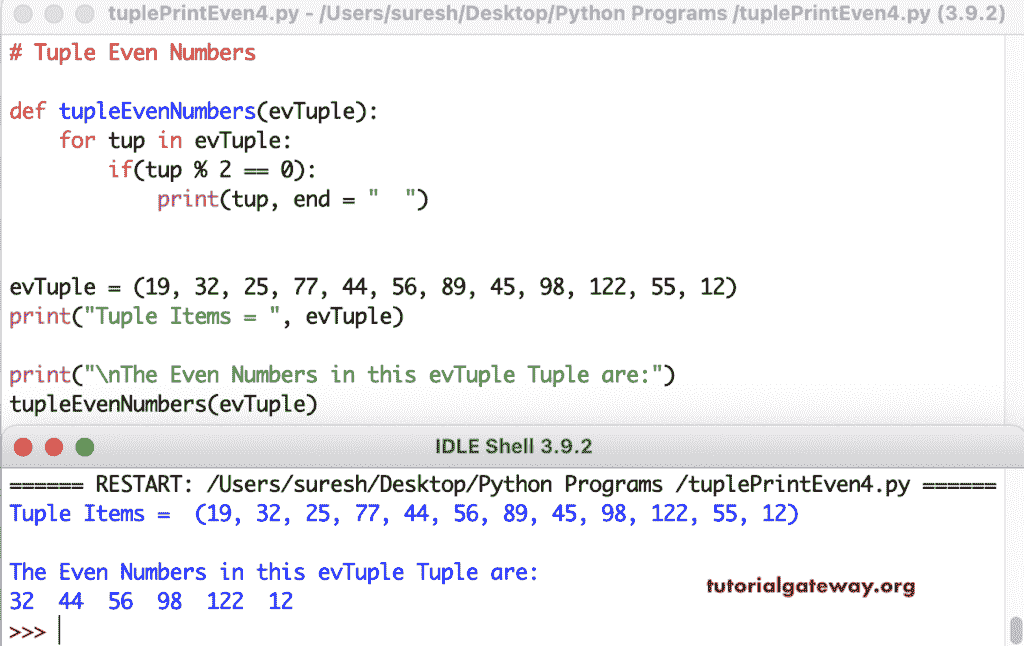 tuplePrintEven4.py - /Users/suresh/Desktop/Python Programs /tuplePrintEven4.py (3.9.2)
# Tuple Even Numbers
def tupleEvenNumbers(evTuple):
    for tup in evTuple:
        if(tup % 2 == 0):
            print(tup, end = "  ")
evTuple = (19, 32, 25, 77, 44, 56, 89, 45, 98, 122, 55, 12)
print("Tuple Items = ", evTuple)
print("\nThe Even Numbers in this evTuple Tuple are:")
tupleEvenNumbers(evTuple)
IDLE Shell 3.9.2
====== RESTART: /Users/suresh/Desktop/Python Programs /tuplePrintEven4.py ======
Tuple Items =  (19, 32, 25, 77, 44, 56, 89, 45, 98, 122, 55, 12)
The Even Numbers in this evTuple Tuple are:
tutorialgateway.org
32  44  56  98  122  12
>>>